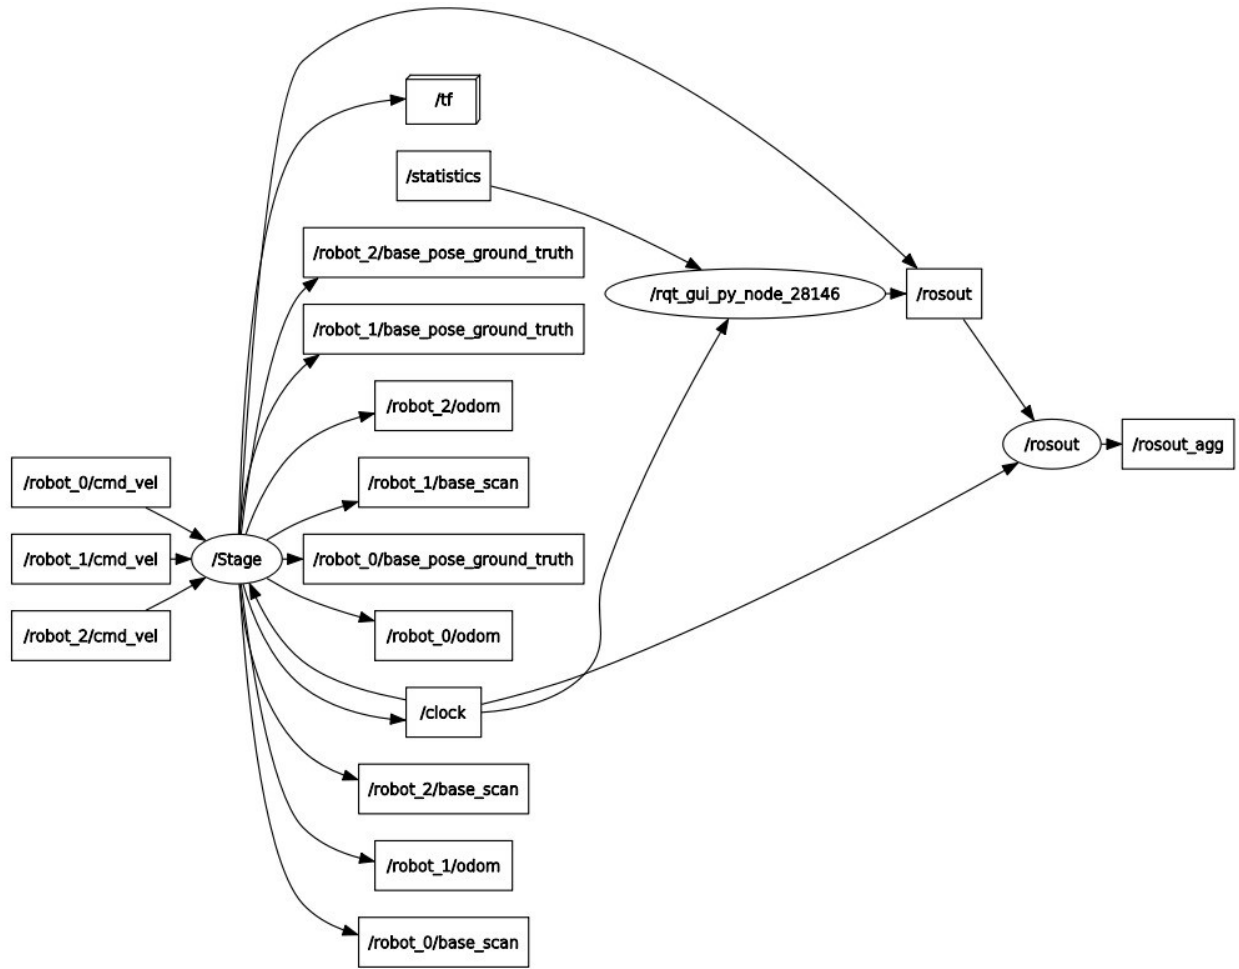 /tf
/statistics
/robot_2/base_pose_ground_truth
/rqt_gui_py_node_28146
/rosout
/robot_1/base_pose_ground_truth
/robot_2/odom
/rosout
/rosout_agg
/robot_0/cmd_vel
/robot_1/base_scan
/robot_1/cmd_vel
/Stage
/robot_0/base_pose_ground_truth
/robot_2/cmd_vel
/robot_0/odom
/clock
/robot_2/base_scan
/robot_1/odom
/robot_0/base_scan